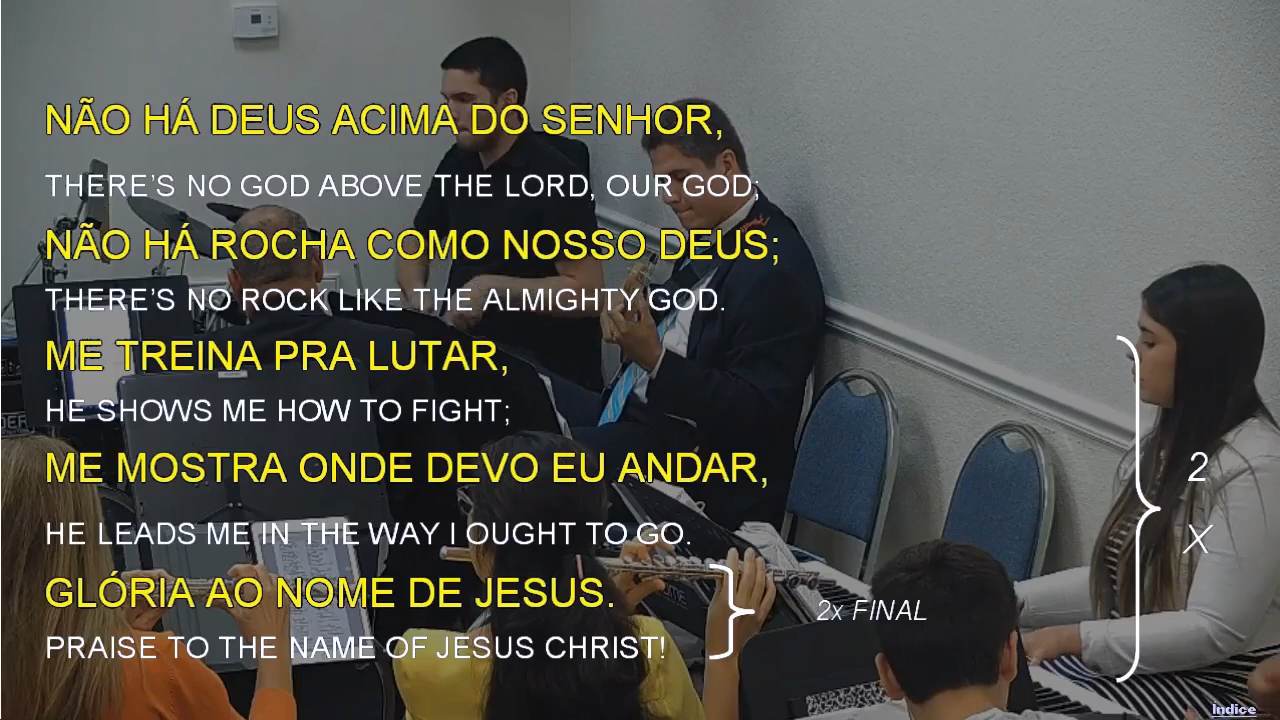 NÃO HÁ DEUS ACIMA DO SENHOR,
THERE'S NO GOD ABOVE THE LORD, OUR GOD;
NÃO HÁ ROCHA COMO NOSSO DEUS;
THERE'S NO ROCK LIKE THE ALMIGHTY GOD.
ME TREINA PRA LUTAR,
HE SHOWS ME HOW TO FIGHT;
ME MOSTRA ONDE DEVO EU ANDAR,
HE LEADS ME IN THE WAY I OUGHT TO GO.
GLÓRIA AO NOME DE JESUS.
PRAISE TO THE NAME OF JESUS CHRIST!
2x FINAL
2
X
Índice